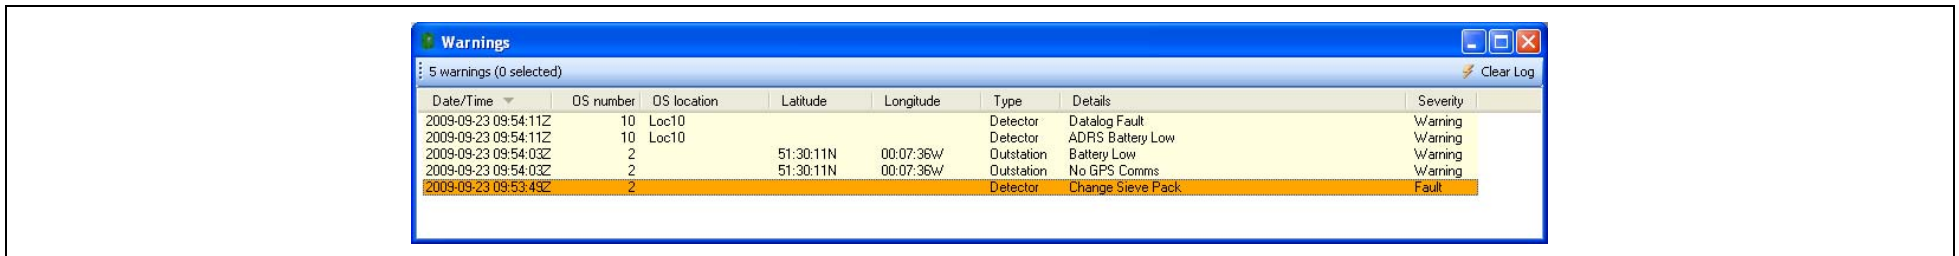 Warnings
5 warnings (0 selected) Clear Log
Date/Time OS number OS location Latitude Longitude Type Details Severity
2009-09-23 09:54:11Z 10 Loc10 Detector Datalog Fault Warning
2009-09-23 09:54:11Z 10 Loc10 Detector ADRS Battery Low Warning
2009-09-23 09:54:03Z 2 51:30:11N 00:07:36W Outstation Battery Low Warning
2009-09-23 09:54:03Z 2 51:30:11N 00:07:36W Outstation No GPS Comms Warning
2009-09-23 09:53:49Z 2 Detector Change Sieve Pack Fault